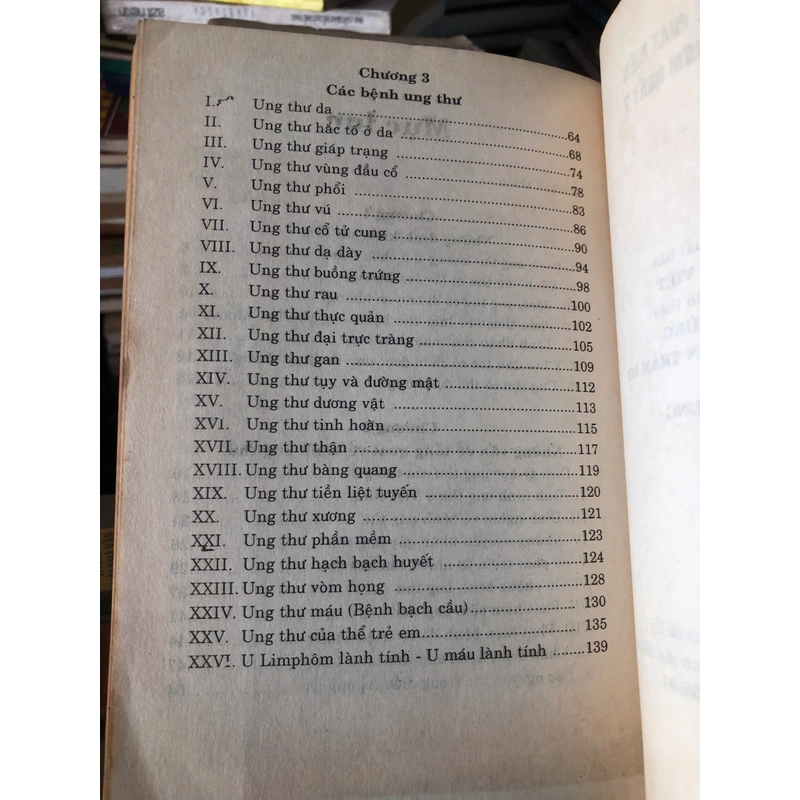 Chương 3
Các bệnh ung thư
I. Ung thư da ........ 64
II. Ung thư hắc tố ở da ........ 68
III. Ung thư giáp trạng ........ 74
IV. Ung thư vùng đầu cổ ........ 78
V. Ung thư phổi ........ 83
VI. Ung thư vú ........ 86
VII. Ung thư cổ tử cung ........ 90
VIII. Ung thư dạ dày ........ 94
IX. Ung thư buồng trứng ........ 98
X. Ung thư rau ........ 100
XI. Ung thư thực quản ........ 102
XII. Ung thư đại trực tràng ........ 105
XIII. Ung thư gan ........ 109
XIV. Ung thư tụy và đường mật ........ 112
XV. Ung thư dương vật ........ 113
XVI. Ung thư tinh hoàn ........ 115
XVII. Ung thư thận ........ 117
XVIII. Ung thư bàng quang ........ 119
XIX. Ung thư tiền liệt tuyến ........ 120
XX. Ung thư xương ........ 121
XXI. Ung thư phần mềm ........ 123
XXII. Ung thư hạch bạch huyết ........ 124
XXIII. Ung thư vòm họng ........ 128
XXIV. Ung thư máu (Bệnh bạch cầu) ........ 130
XXV. Ung thư của thể trẻ em ........ 135
XXVI. U Limphôm lành tính - U máu lành tính ........ 139